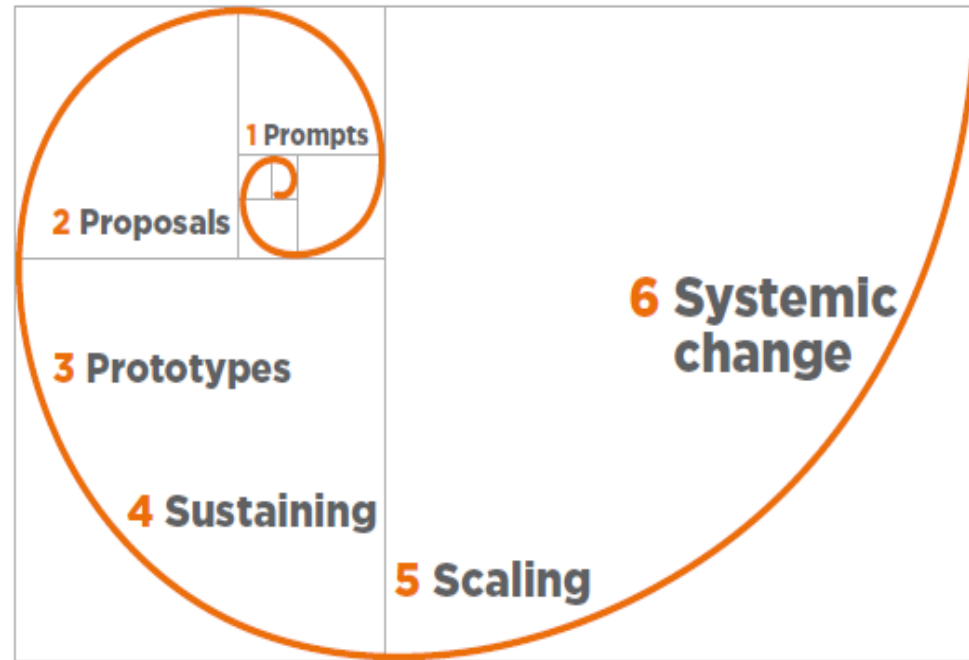 1 Prompts
2 Proposals
3 Prototypes
4 Sustaining
5 Scaling
6 Systemic
change